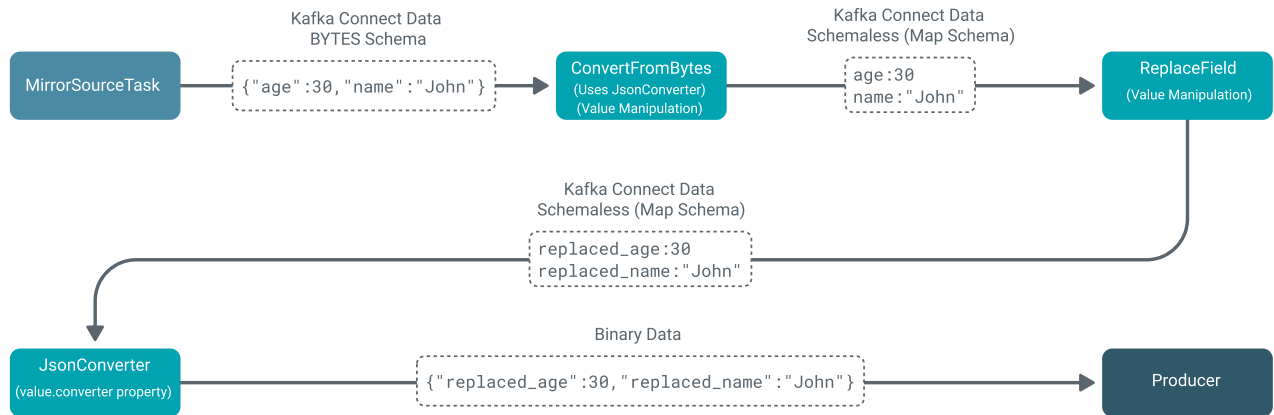 Kafka Connect Data
BYTES Schema
Kafka Connect Data
Schemaless (Map Schema)
MirrorSourceTask
{"age":30,"name":"John"}
ConvertFromBytes
(Uses JsonConverter)
(Value Manipulation)
age:30
name:"John"
ReplaceField
(Value Manipulation)
Kafka Connect Data
Schemaless (Map Schema)
replaced_age:30
replaced_name:"John"
Binary Data
JsonConverter
(value.converter property)
{"replaced_age":30,"replaced_name":"John"}
Producer